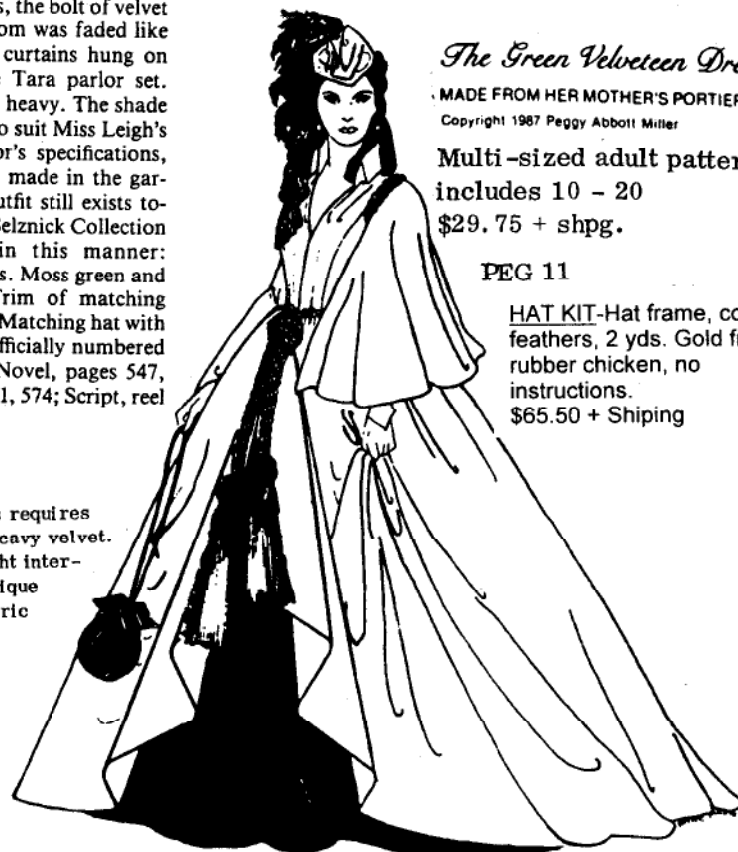 s, the bolt of velvet
om was faded like
curtains hung on
Tara parlor set.
heavy. The shade
o suit Miss Leigh's
or's specifications,
made in the gar-
utfit still exists to-
Selznick Collection
in this manner:
s. Moss green and
Trim of matching
Matching hat with
fficially numbered
Novel, pages 547,
1, 574; Script, reel
requires
eavy velvet.
ht inter-
ique
ric
The Green Velveteen Dre
MADE FROM HER MOTHER'S PORTIER
Copyright 1987 Peggy Abbott Miller
Multi-sized adult patter
includes 10 - 20
$29.75 + shpg.
PEG 11
HAT KIT-Hat frame, co
feathers, 2 yds. Gold f
rubber chicken, no
instructions.
$65.50 + Shiping